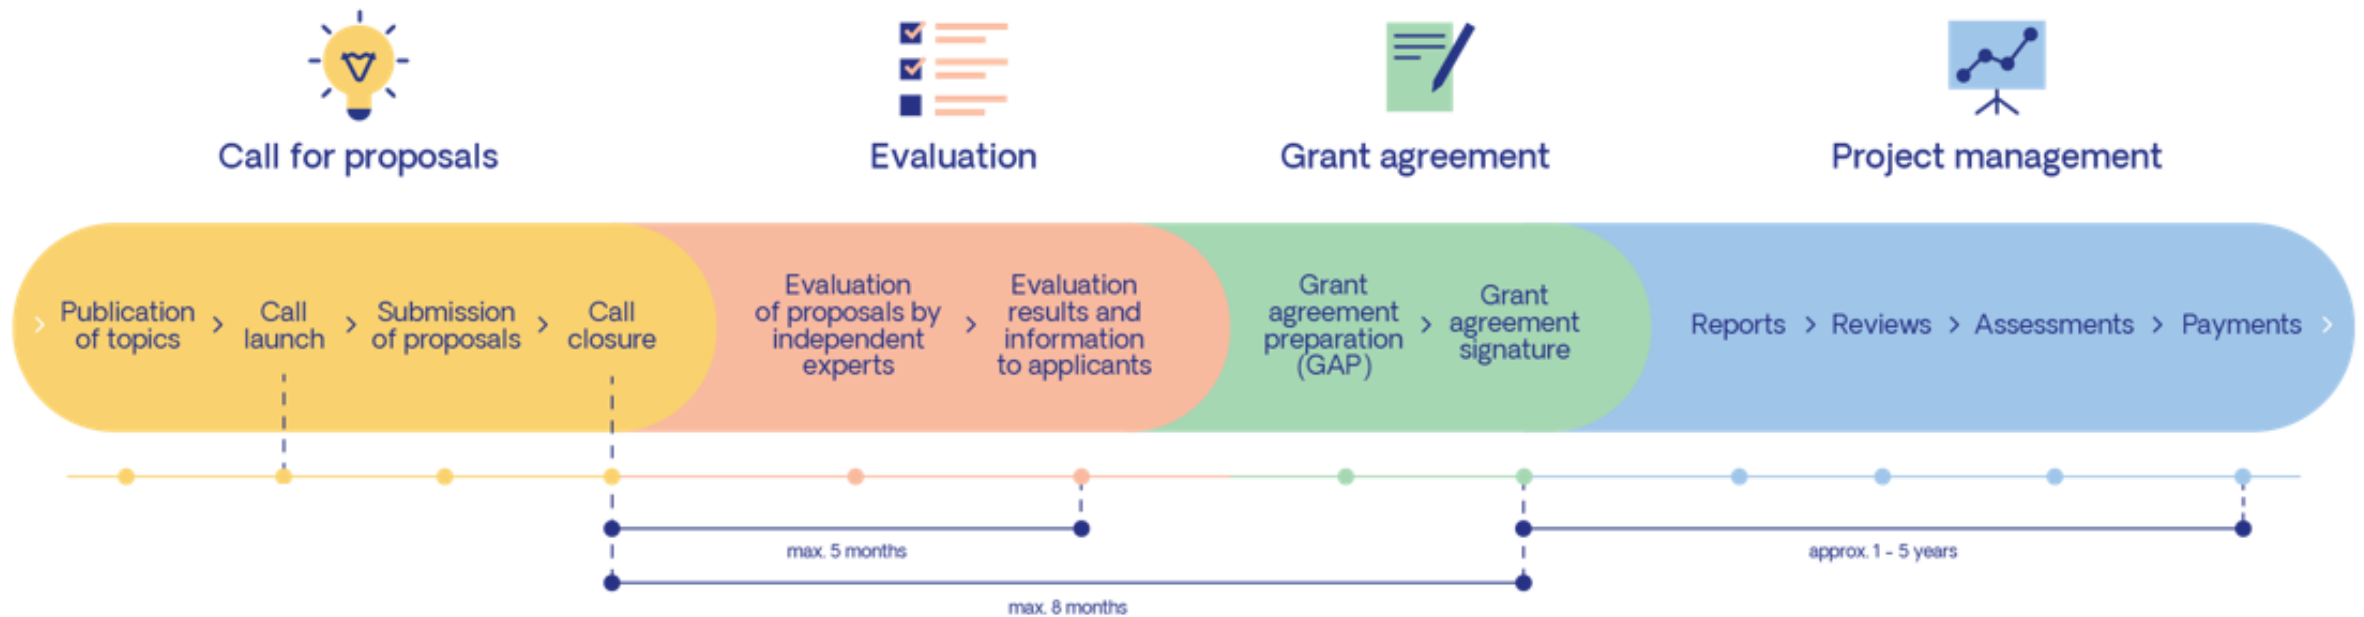 Call for proposals
Evaluation
Grant agreement
Project management
Publication
of topics
Call
launch
Submission
of proposals
Call
closure
Evaluation
of proposals by
independent
experts
Evaluation
results and
information
to applicants
Grant
agreement
preparation
(GAP)
Grant
agreement
signature
Reports
Reviews
Assessments
Payments
max. 5 months
approx. 1 - 5 years
max. 8 months